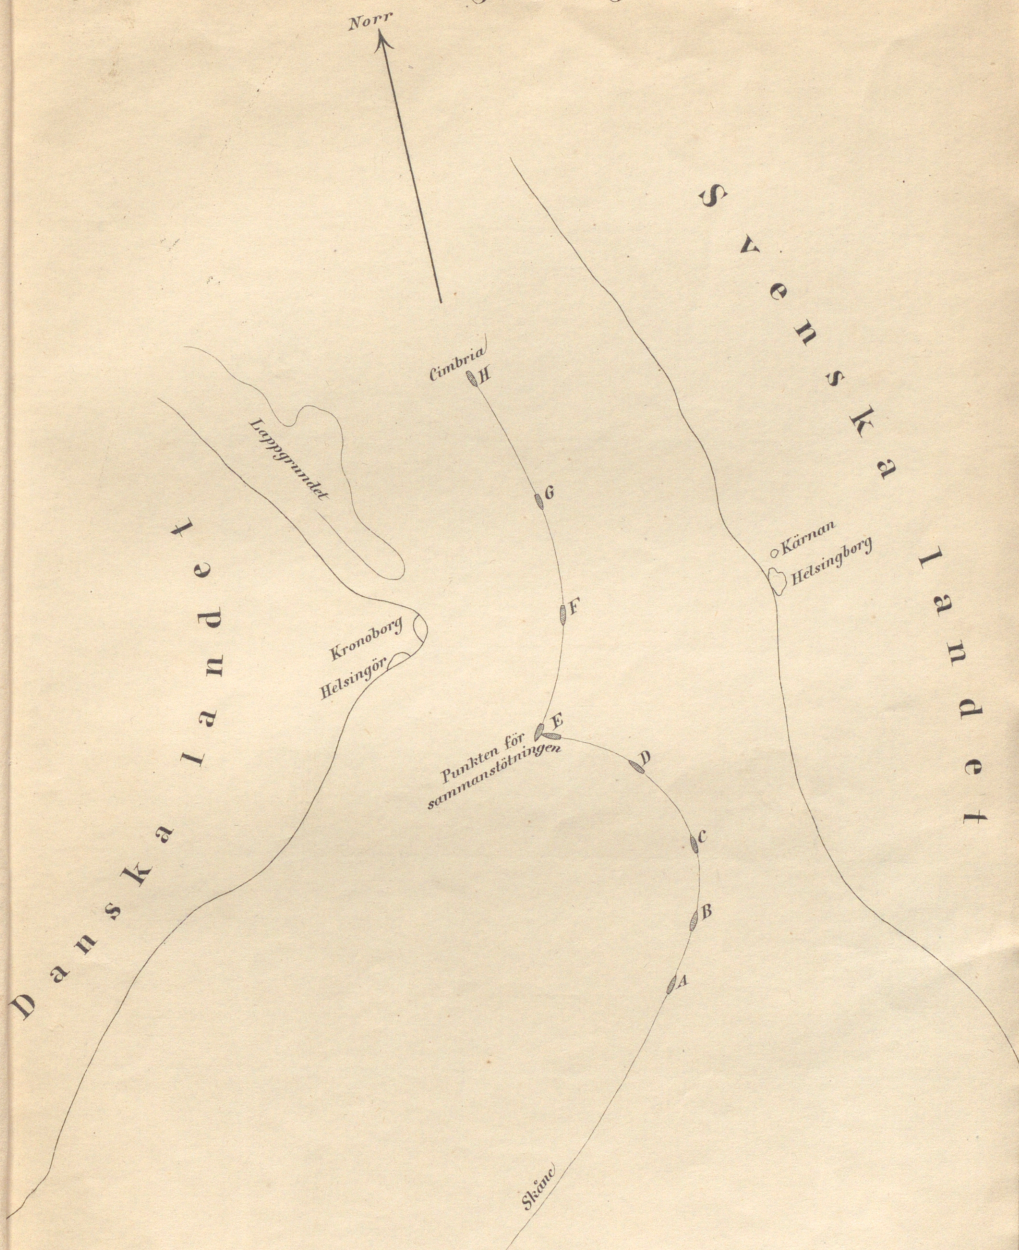 Norr
Svenska landet
Cimbria
H
Lappgrundet
G
Kärnan
Helsingborg
F
Kronoborg
Helsingör
Danska landet
E
Punkten för
sammanstötningen
D
C
B
A
Skåne